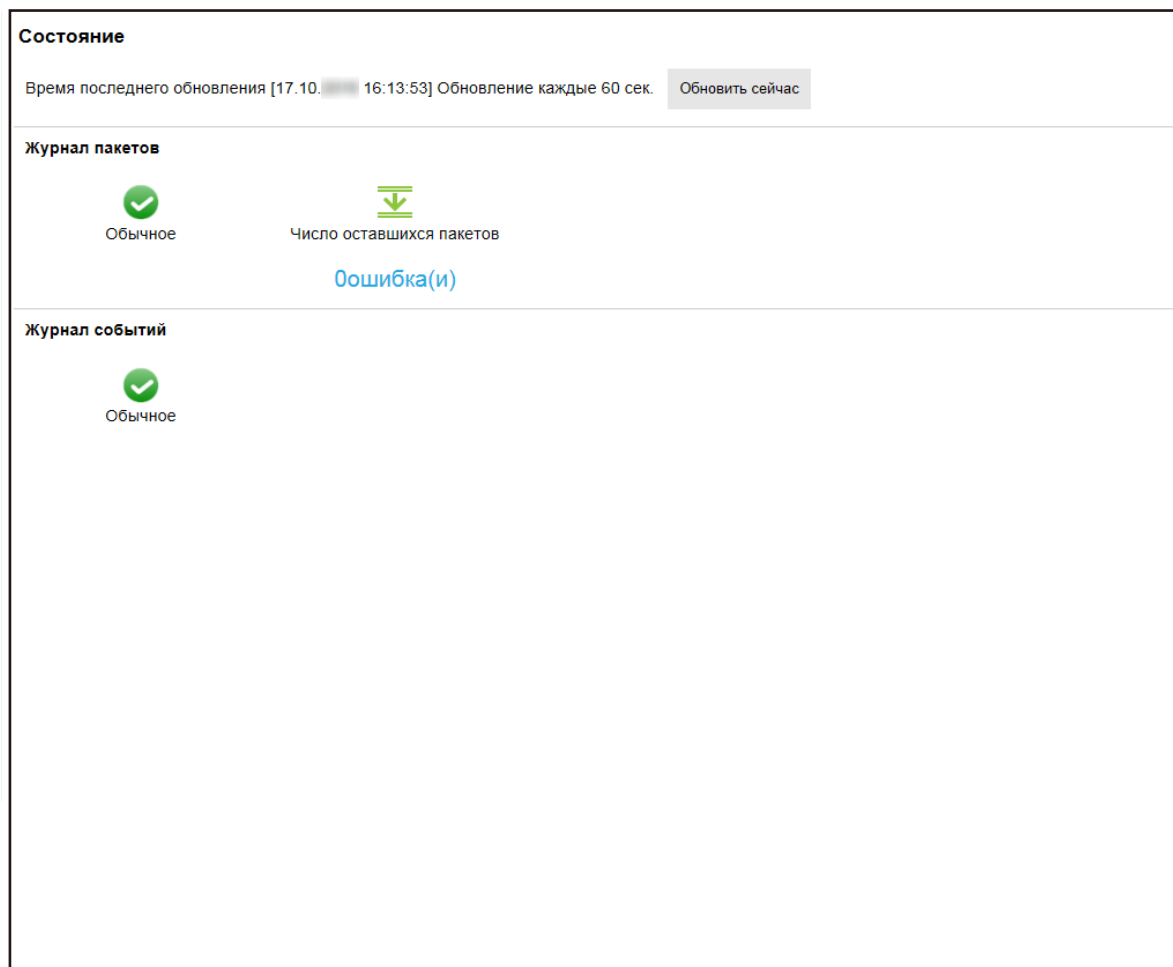 Состояние
Время последнего обновления [17.10. 16:13:53] Обновление каждые 60 сек. Обновить сейчас
Журнал пакетов
Обычное Число оставшихся пакетов
0ошибка(и)
Журнал событий
Обычное